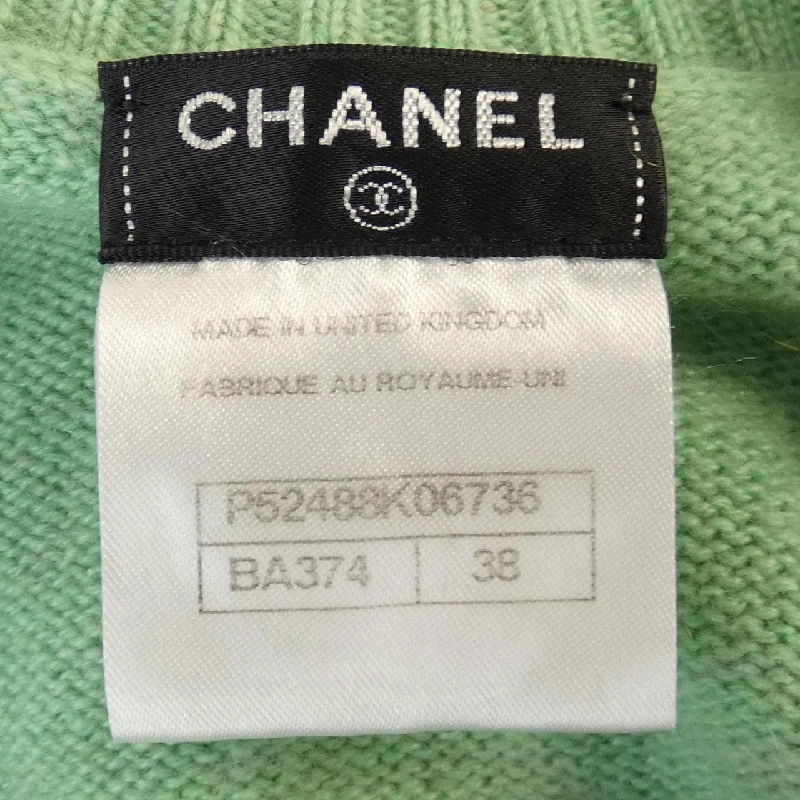 CHANEL
MADE IN UNITED KINGDOM
FABRIQUE AU ROYAUME-UNI
P52488K06736
BA374 38